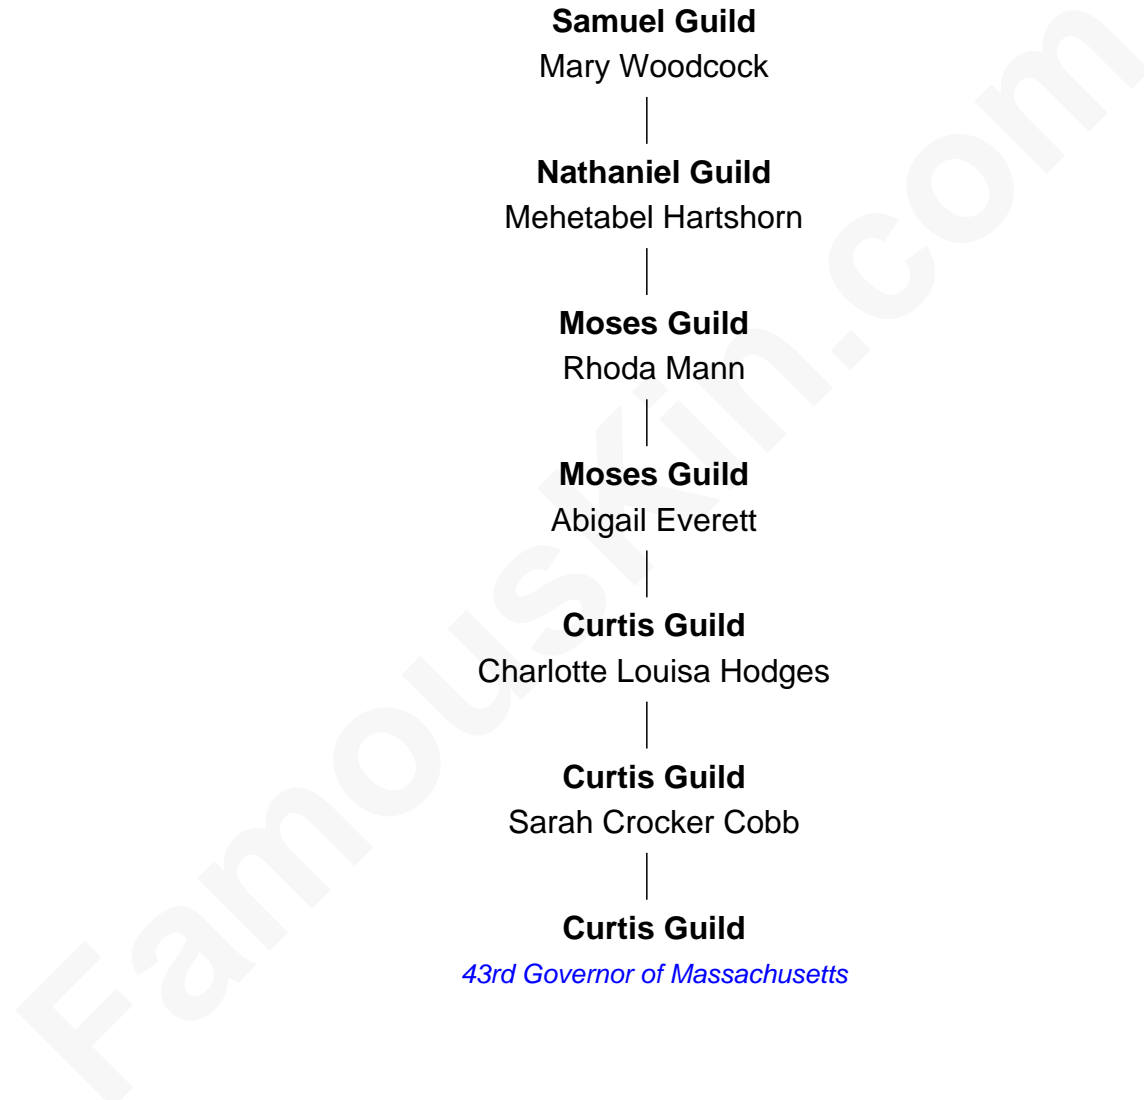 Samuel Guild
Mary Woodcock
Nathaniel Guild
Mehetabel Hartshorn
Moses Guild
Rhoda Mann
Moses Guild
Abigail Everett
Curtis Guild
Charlotte Louisa Hodges
Curtis Guild
Sarah Crocker Cobb
Curtis Guild
43rd Governor of Massachusetts
FamousKin.com